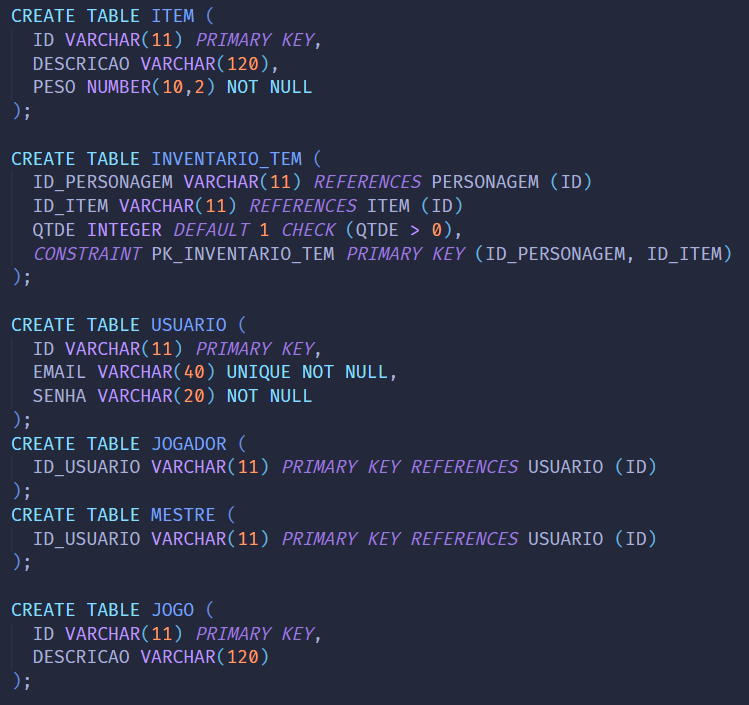 CREATE TABLE ITEM (
  ID VARCHAR(11) PRIMARY KEY,
  DESCRICAO VARCHAR(120),
  PESO NUMBER(10,2) NOT NULL
);

CREATE TABLE INVENTARIO_TEM (
  ID_PERSONAGEM VARCHAR(11) REFERENCES PERSONAGEM (ID)
  ID_ITEM VARCHAR(11) REFERENCES ITEM (ID)
  QTDE INTEGER DEFAULT 1 CHECK (QTDE > 0),
  CONSTRAINT PK_INVENTARIO_TEM PRIMARY KEY (ID_PERSONAGEM, ID_ITEM)
);

CREATE TABLE USUARIO (
  ID VARCHAR(11) PRIMARY KEY,
  EMAIL VARCHAR(40) UNIQUE NOT NULL,
  SENHA VARCHAR(20) NOT NULL
);
CREATE TABLE JOGADOR (
  ID_USUARIO VARCHAR(11) PRIMARY KEY REFERENCES USUARIO (ID)
);
CREATE TABLE MESTRE (
  ID_USUARIO VARCHAR(11) PRIMARY KEY REFERENCES USUARIO (ID)
);

CREATE TABLE JOGO (
  ID VARCHAR(11) PRIMARY KEY,
  DESCRICAO VARCHAR(120)
);